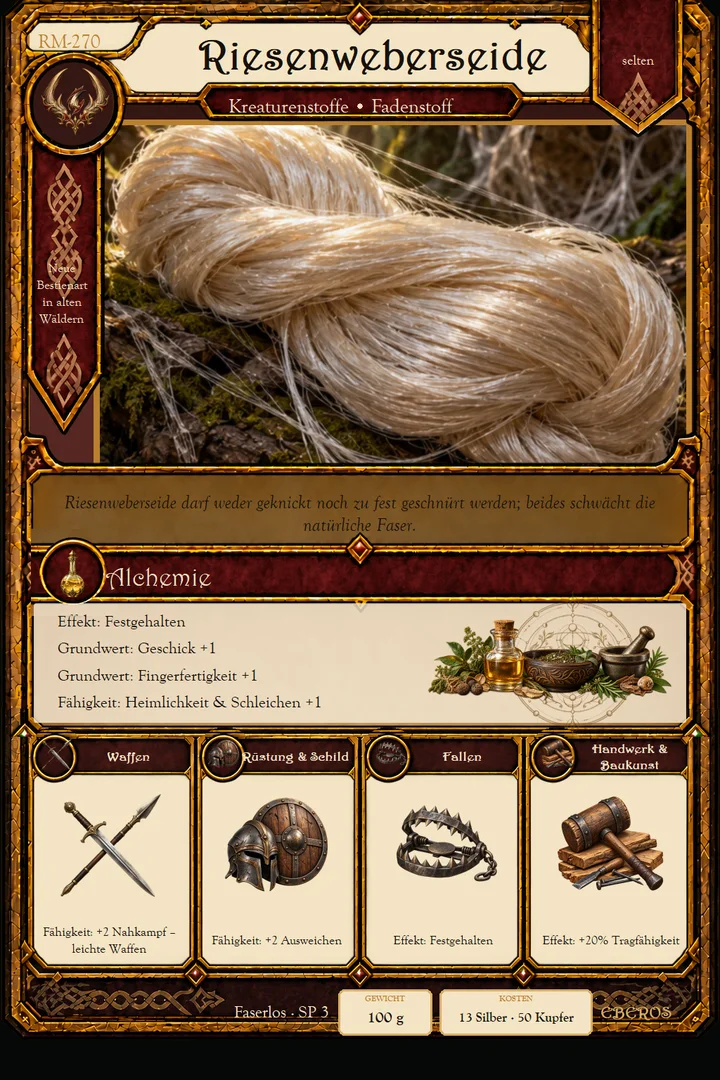 RM-270
Riesenweberseide
selten
Kreaturenstoffe • Fadenstoff
Neue
Bestienart
in alten
Wäldern
Riesenweberseide darf weder geknickt noch zu fest geschnürt werden; beides schwächt die
natürliche Faser.
Alchemie
Effekt: Festgehalten
Grundwert: Geschick +1
Grundwert: Fingerfertigkeit +1
Fähigkeit: Heimlichkeit & Schleichen +1
Waffen
Rüstung & Schild
Fallen
Handwerk &
Baukunst
Fähigkeit: +2 Nahkampf –
leichte Waffen
Fähigkeit: +2 Ausweichen
Effekt: Festgehalten
Effekt: +20% Tragfähigkeit
Faserlos · SP 3
GEWICHT
100 g
KOSTEN
13 Silber · 50 Kupfer
EBEROS